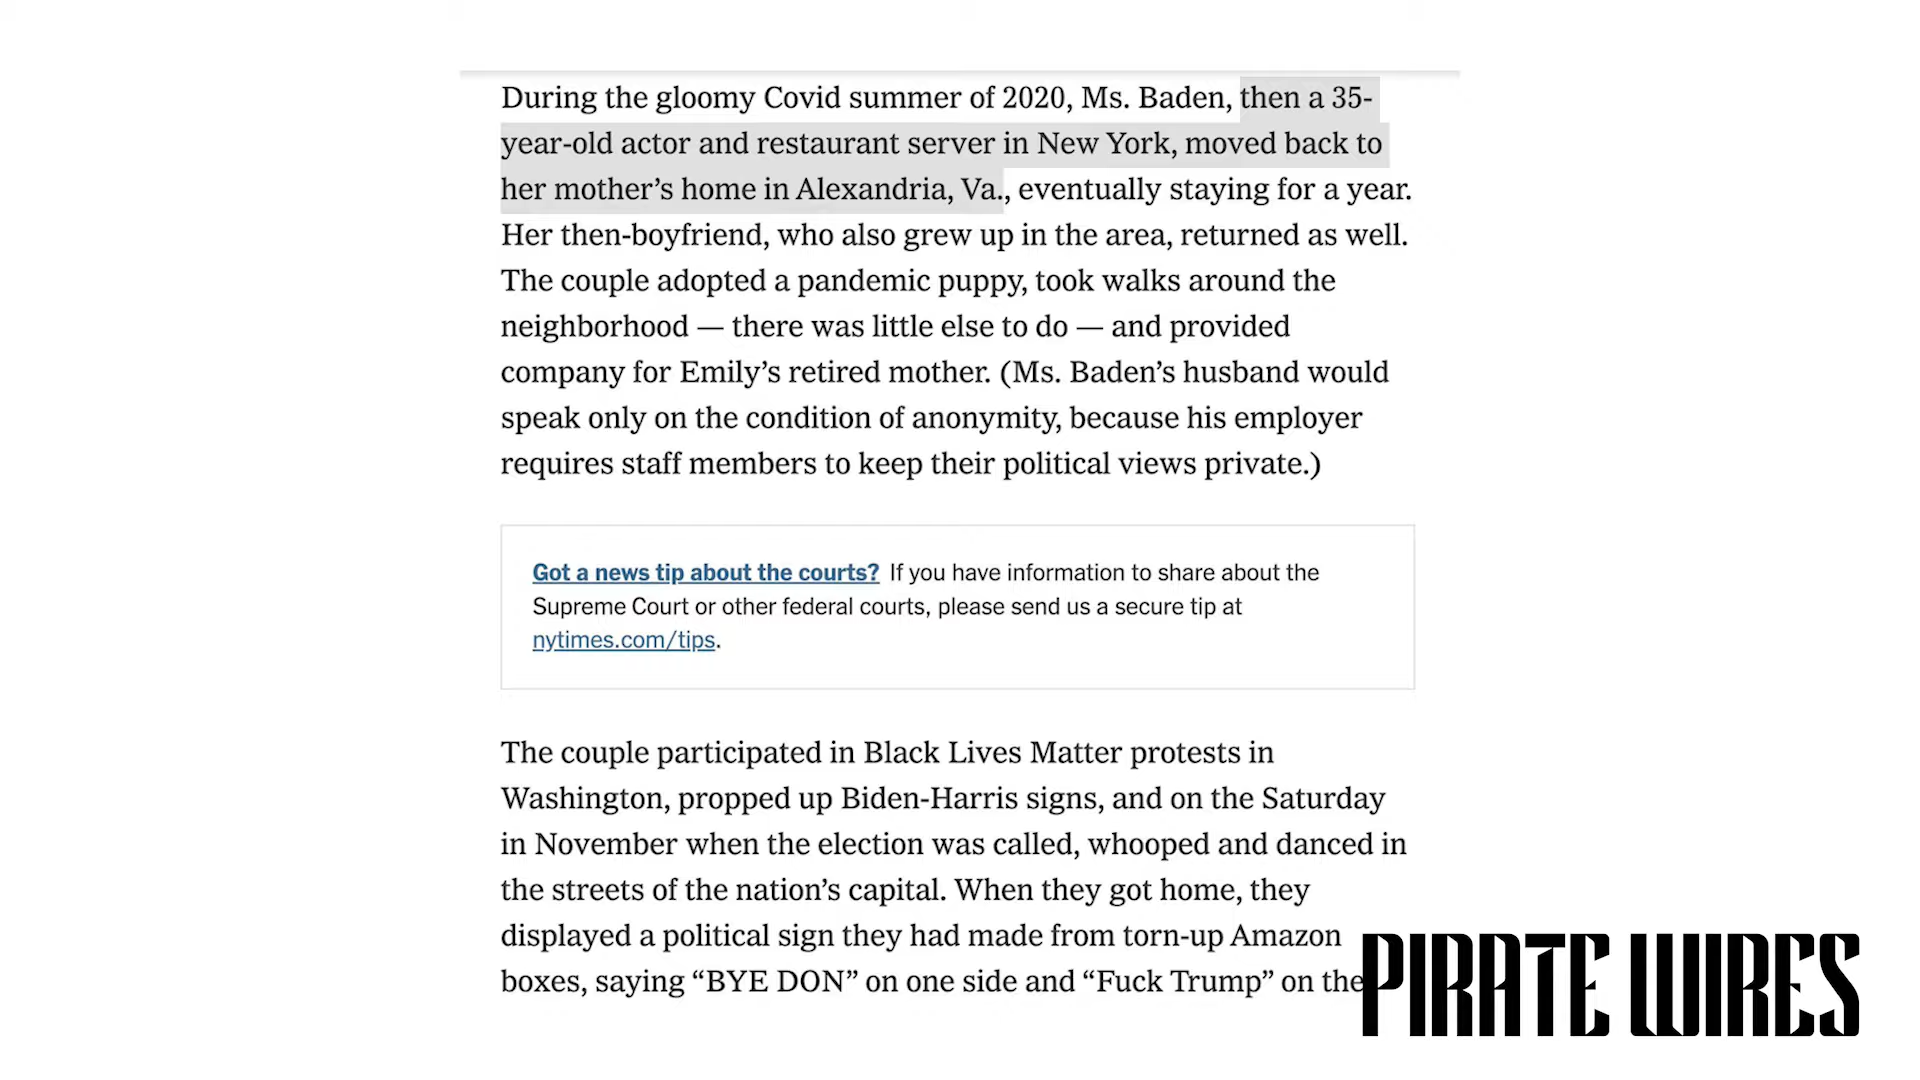 During the gloomy Covid summer of 2020, Ms. Baden, then a 35-
year-old actor and restaurant server in New York, moved back to
her mother’s home in Alexandria, Va., eventually staying for a year.
Her then-boyfriend, who also grew up in the area, returned as well.
The couple adopted a pandemic puppy, took walks around the
neighborhood — there was little else to do — and provided
company for Emily’s retired mother. (Ms. Baden’s husband would
speak only on the condition of anonymity, because his employer
requires staff members to keep their political views private.)
Got a news tip about the courts? If you have information to share about the
Supreme Court or other federal courts, please send us a secure tip at
nytimes.com/tips.
The couple participated in Black Lives Matter protests in
Washington, propped up Biden-Harris signs, and on the Saturday
in November when the election was called, whooped and danced in
the streets of the nation’s capital. When they got home, they
displayed a political sign they had made from torn-up Amazon
boxes, saying “BYE DON” on one side and “Fuck Trump” on the
PIRATE WIRES